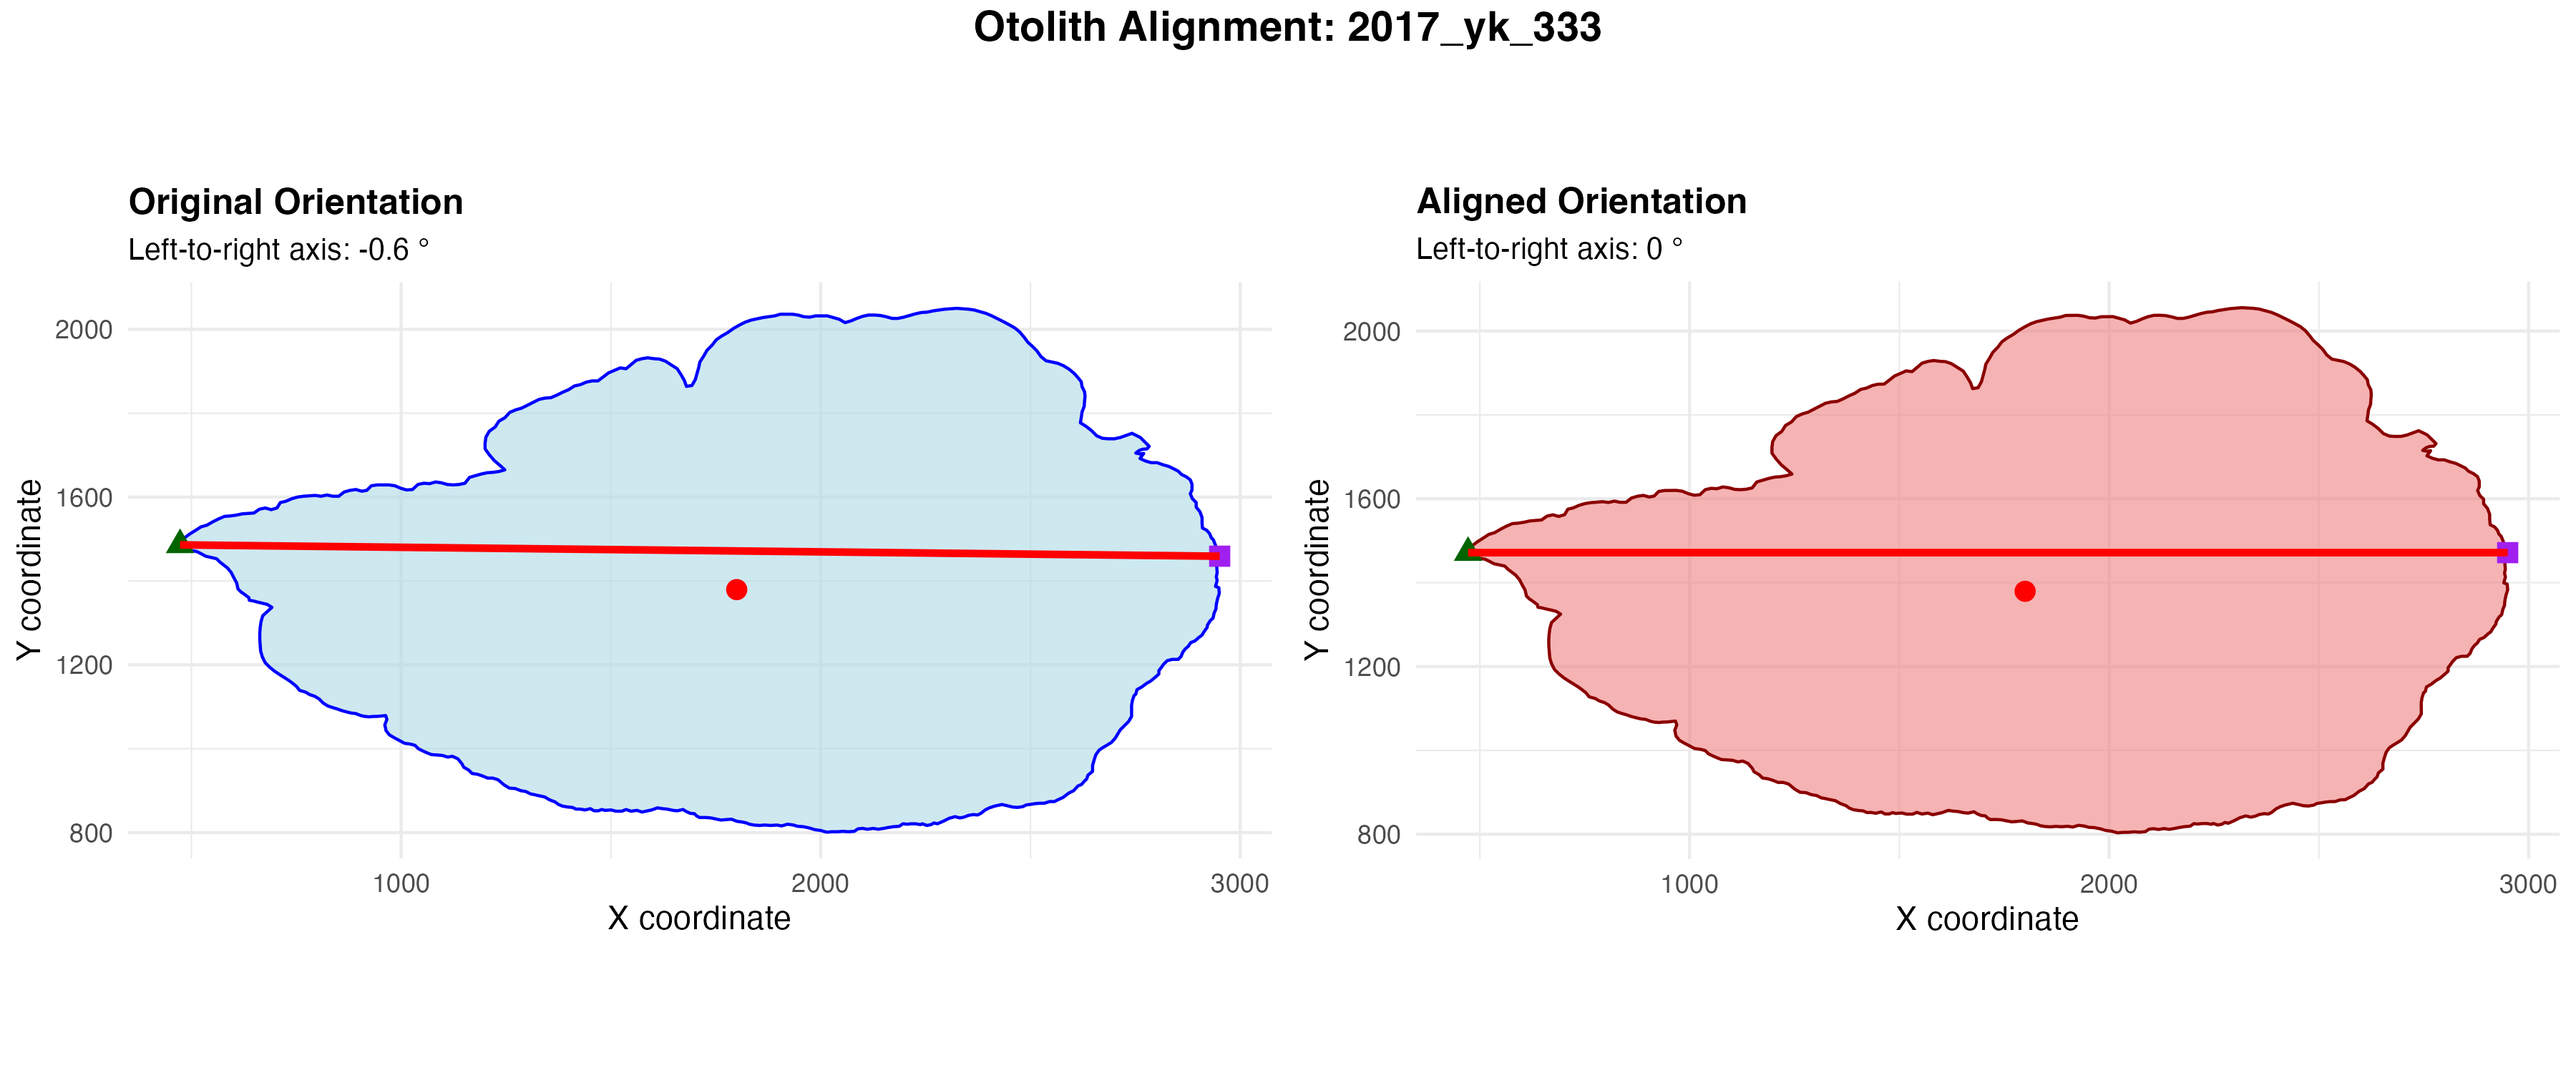 Otolith Alignment: 2017_yk_333
Original Orientation
Left-to-right axis: -0.6 °
2000
1600
1200
800
Y coordinate
1000
2000
3000
X coordinate
Aligned Orientation
Left-to-right axis: 0 °
2000
1600
1200
800
Y coordinate
1000
2000
3000
X coordinate